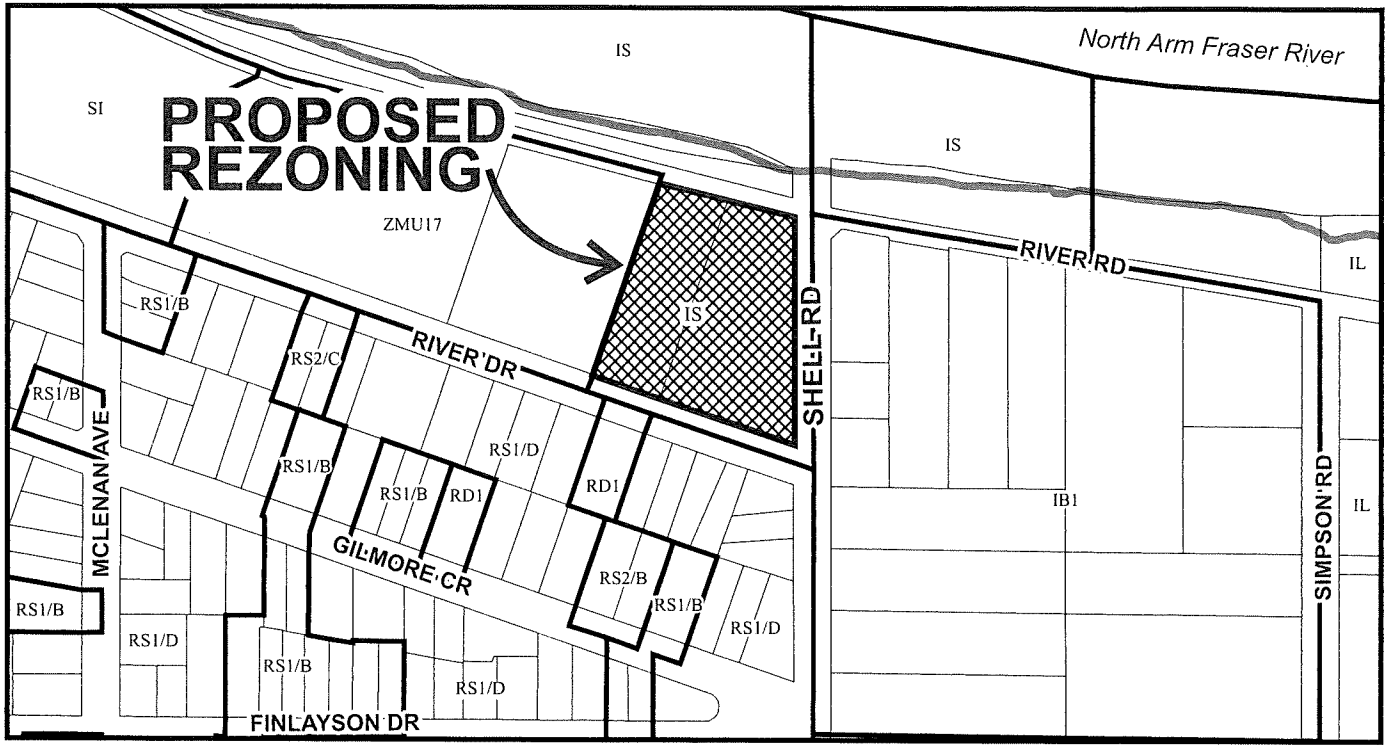 IS
North Arm Fraser River
SI
PROPOSED
REZONING
IS
ZMU17
RIVER RD
IL
RS1/B
IS
SHELL RD
RS2/C
RIVER DR
RS1/B
MCLENAN AVE
RS1/D
RS1/B
RS1/B
RD1
RD1
IB1
IL
SIMPSON RD
GILMORE CR
RS2/B
RS1/B
RS1/B
RS1/D
RS1/D
RS1/B
RS1/D
FINLAYSON DR